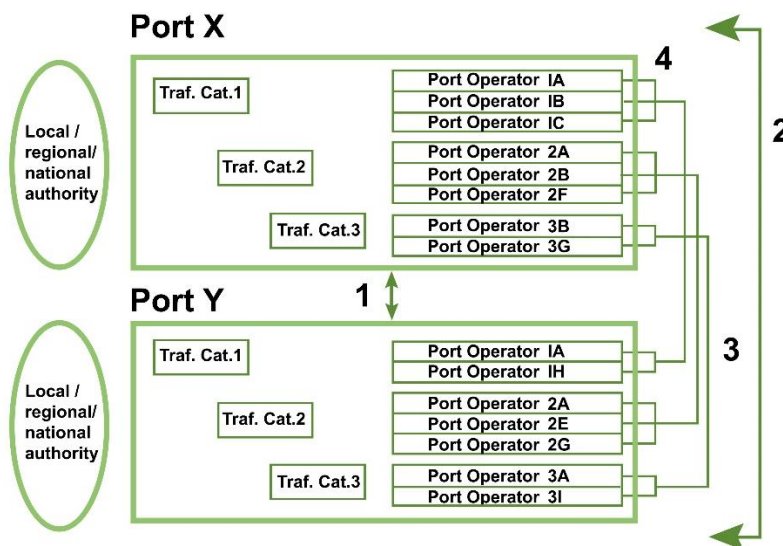 Port X
4
2
Local /
regional/
national
authority
Traf. Cat.1
Traf. Cat.2
Traf. Cat.3
Port Operator IA
Port Operator IB
Port Operator IC
Port Operator 2A
Port Operator 2B
Port Operator 2F
Port Operator 3B
Port Operator 3G
1
3
Port Y
Local /
regional/
national
authority
Traf. Cat.1
Traf. Cat.2
Traf. Cat.3
Port Operator IA
Port Operator IH
Port Operator 2A
Port Operator 2E
Port Operator 2G
Port Operator 3A
Port Operator 3I